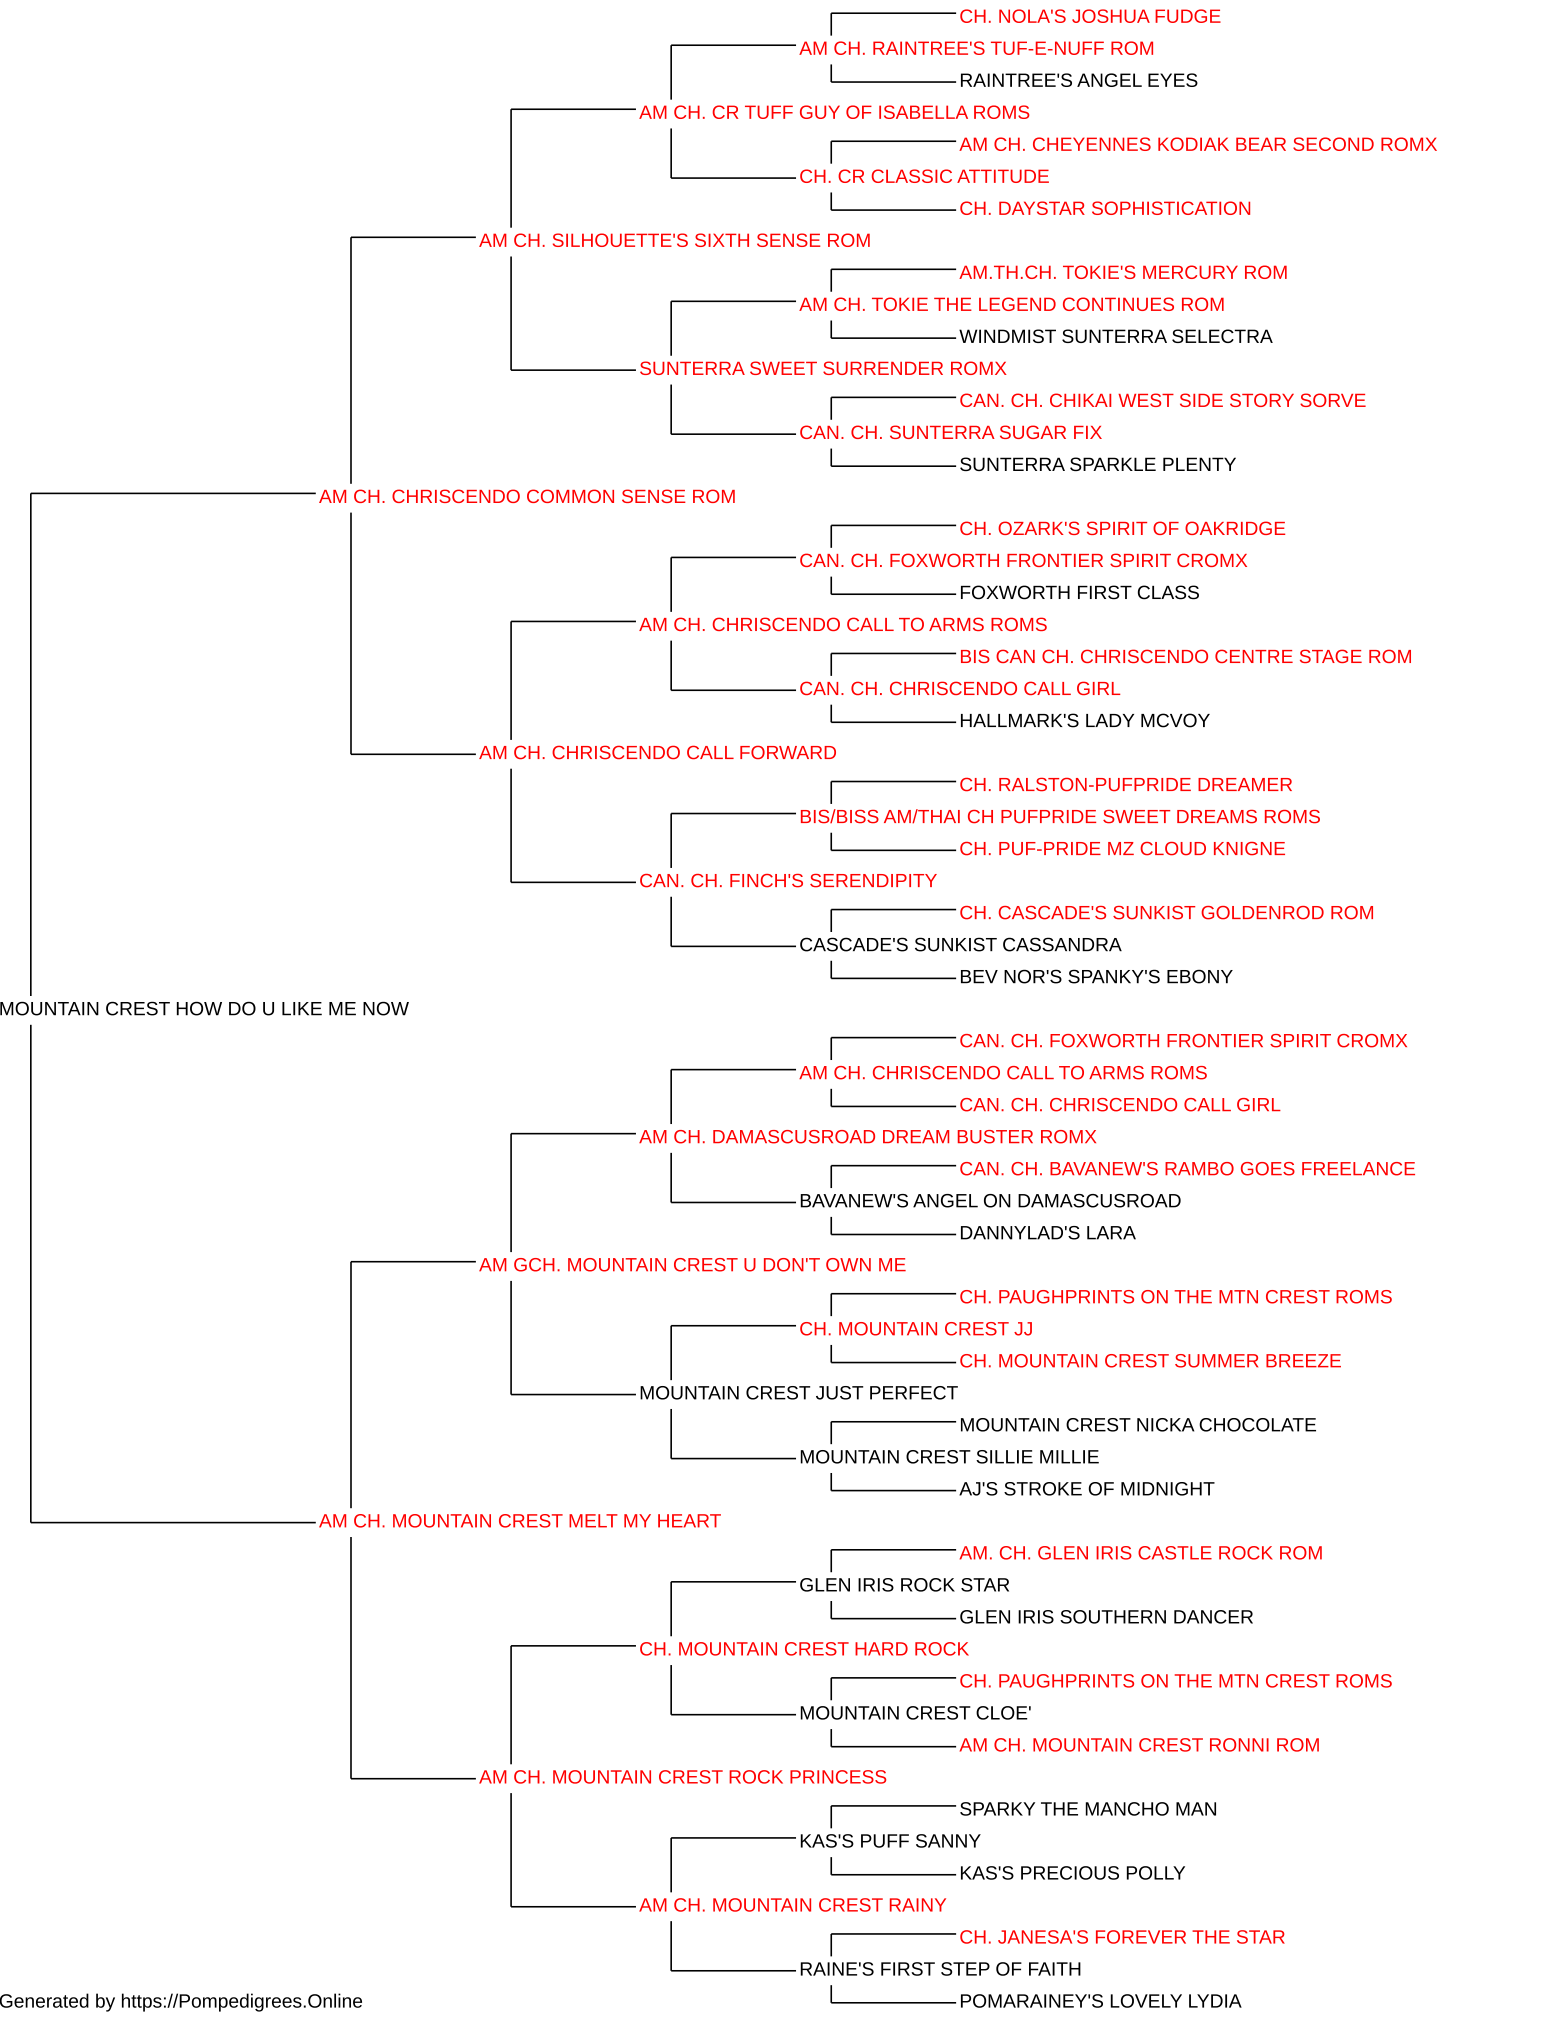 CH. NOLA'S JOSHUA FUDGE
AM CH. RAINTREE'S TUF-E-NUFF ROM
RAINTREE'S ANGEL EYES
AM CH. CR TUFF GUY OF ISABELLA ROMS
AM CH. CHEYENNES KODIAK BEAR SECOND ROMX
CH. CR CLASSIC ATTITUDE
CH. DAYSTAR SOPHISTICATION
AM CH. SILHOUETTE'S SIXTH SENSE ROM
AM.TH.CH. TOKIE'S MERCURY ROM
AM CH. TOKIE THE LEGEND CONTINUES ROM
WINDMIST SUNTERRA SELECTRA
SUNTERRA SWEET SURRENDER ROMX
CAN. CH. CHIKAI WEST SIDE STORY SORVE
CAN. CH. SUNTERRA SUGAR FIX
SUNTERRA SPARKLE PLENTY
AM CH. CHRISCENDO COMMON SENSE ROM
CH. OZARK'S SPIRIT OF OAKRIDGE
CAN. CH. FOXWORTH FRONTIER SPIRIT CROMX
FOXWORTH FIRST CLASS
AM CH. CHRISCENDO CALL TO ARMS ROMS
BIS CAN CH. CHRISCENDO CENTRE STAGE ROM
CAN. CH. CHRISCENDO CALL GIRL
HALLMARK'S LADY MCVOY
AM CH. CHRISCENDO CALL FORWARD
CH. RALSTON-PUFPRIDE DREAMER
BIS/BISS AM/THAI CH PUFPRIDE SWEET DREAMS ROMS
CH. PUF-PRIDE MZ CLOUD KNIGNE
CAN. CH. FINCH'S SERENDIPITY
CH. CASCADE'S SUNKIST GOLDENROD ROM
CASCADE'S SUNKIST CASSANDRA
BEV NOR'S SPANKY'S EBONY
MOUNTAIN CREST HOW DO U LIKE ME NOW
CAN. CH. FOXWORTH FRONTIER SPIRIT CROMX
AM CH. CHRISCENDO CALL TO ARMS ROMS
CAN. CH. CHRISCENDO CALL GIRL
AM CH. DAMASCUSROAD DREAM BUSTER ROMX
CAN. CH. BAVANEW'S RAMBO GOES FREELANCE
BAVANEW'S ANGEL ON DAMASCUSROAD
DANNYLAD'S LARA
AM GCH. MOUNTAIN CREST U DON'T OWN ME
CH. PAUGHPRINTS ON THE MTN CREST ROMS
CH. MOUNTAIN CREST JJ
CH. MOUNTAIN CREST SUMMER BREEZE
MOUNTAIN CREST JUST PERFECT
MOUNTAIN CREST NICKA CHOCOLATE
MOUNTAIN CREST SILLIE MILLIE
AJ'S STROKE OF MIDNIGHT
AM CH. MOUNTAIN CREST MELT MY HEART
AM. CH. GLEN IRIS CASTLE ROCK ROM
GLEN IRIS ROCK STAR
GLEN IRIS SOUTHERN DANCER
CH. MOUNTAIN CREST HARD ROCK
CH. PAUGHPRINTS ON THE MTN CREST ROMS
MOUNTAIN CREST CLOE'
AM CH. MOUNTAIN CREST RONNI ROM
AM CH. MOUNTAIN CREST ROCK PRINCESS
SPARKY THE MANCHO MAN
KAS'S PUFF SANNY
KAS'S PRECIOUS POLLY
AM CH. MOUNTAIN CREST RAINY
CH. JANESA'S FOREVER THE STAR
RAINE'S FIRST STEP OF FAITH
POMARAINEY'S LOVELY LYDIA
Generated by https://Pompedigrees.Online